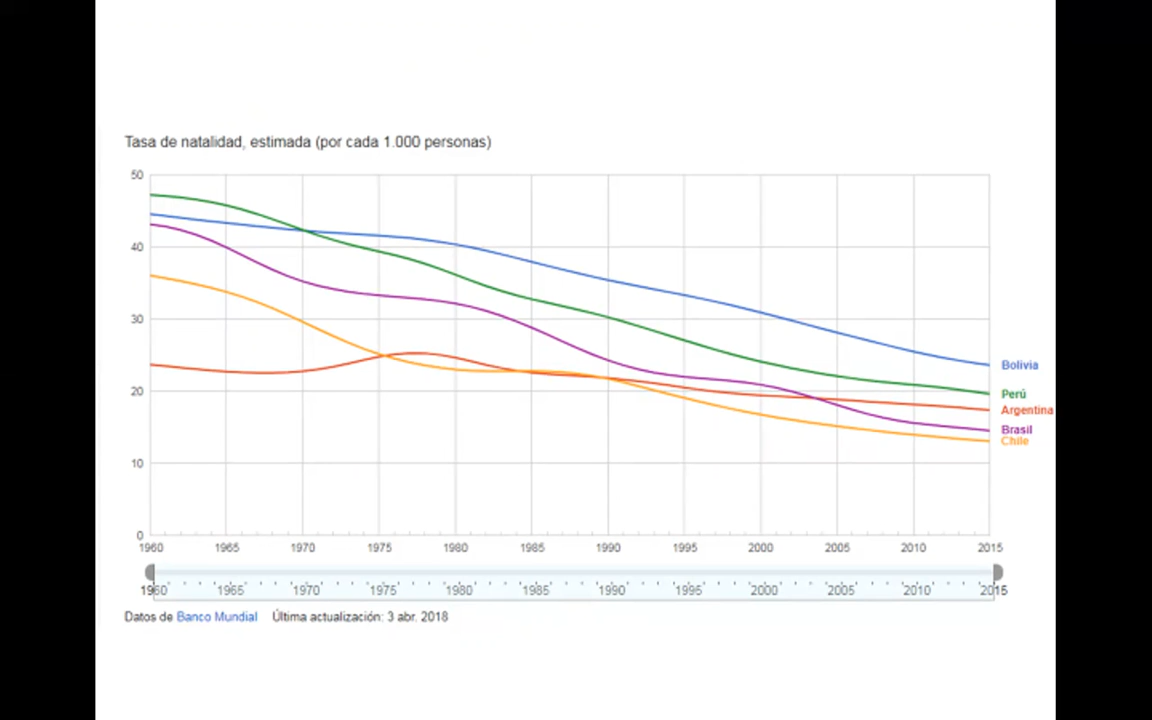 Tasa de natalidad, estimada (por cada 1.000 personas)
50
40
30
20
10
0
Bolivia
Perú
Argentina
Brasil
Chile
1960 1965 1970 1975 1980 1985 1990 1995 2000 2005 2010 2015
1960 1965 1970 1975 1980 1985 1990 1995 2000 2005 2010 2015
Datos de Banco Mundial Última actualización: 3 abr. 2018